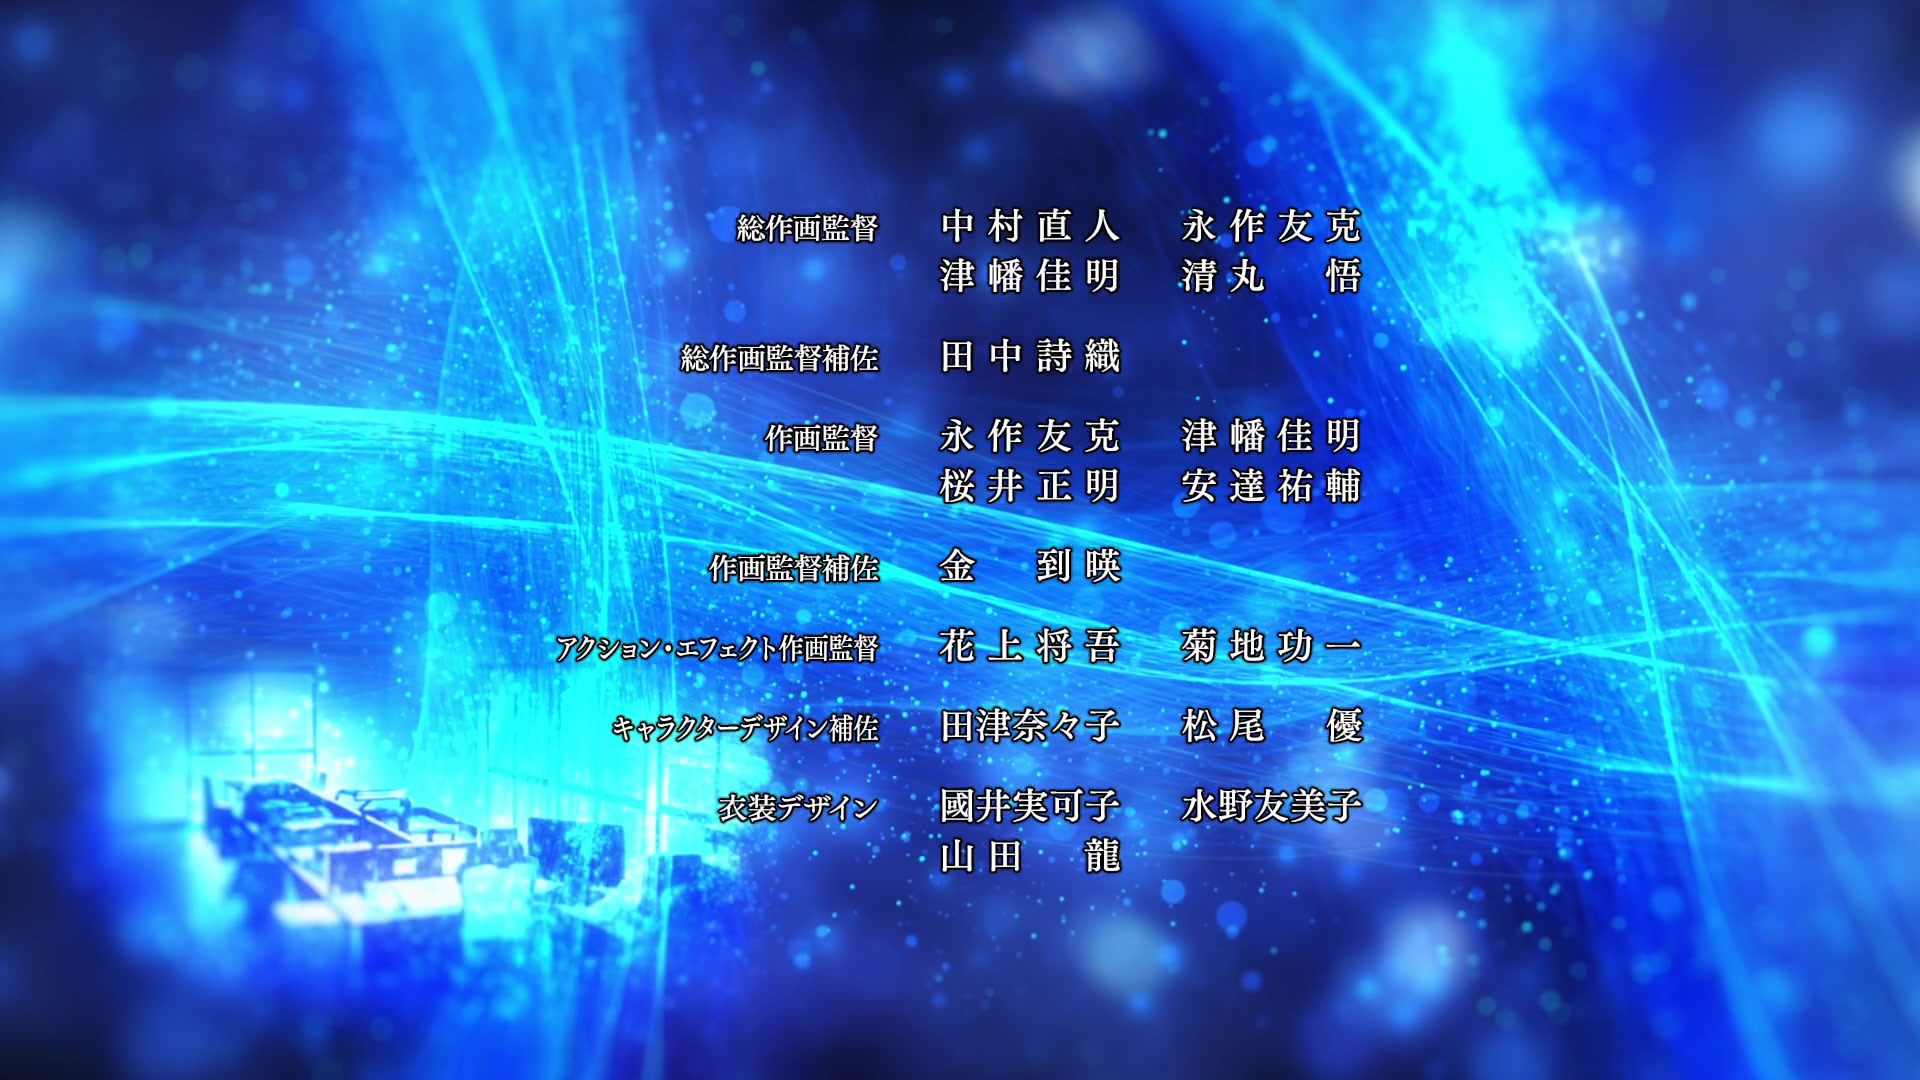 総作画監督 中村直人 永作友克
津幡佳明 清丸 悟
総作画監督補佐 田中詩織
作画監督 永作友克 津幡佳明
桜井正明 安達祐輔
作画監督補佐 金 到暎
アクション・エフェクト作画監督 花上将吾 菊地功一
キャラクターデザイン補佐 田津奈々子 松尾 優
衣装デザイン 國井実可子 水野友美子
山田 龍